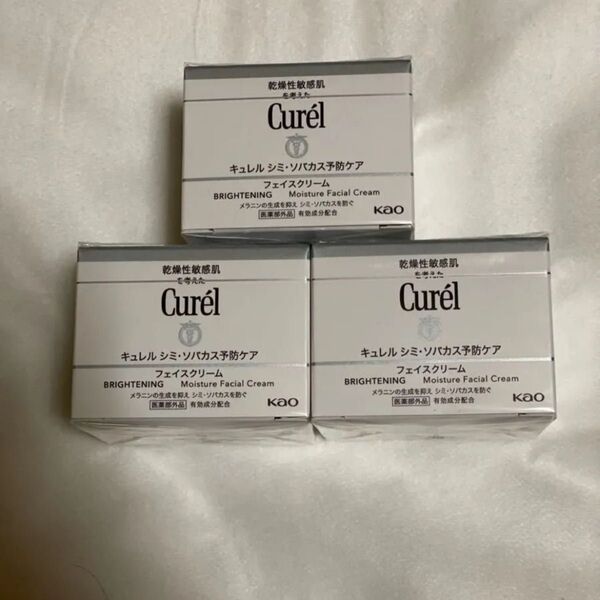 乾燥性敏感肌
を考えた
Curél
キュレル シミ・ソバカス予防ケア
フェイスクリーム
BRIGHTENING Moisture Facial Cream
メラニンの生成を抑え シミ・ソバカスを防ぐ
医薬部外品 有効成分配合
Kao
乾燥性敏感肌
を考えた
Curél
キュレル シミ・ソバカス予防ケア
フェイスクリーム
BRIGHTENING Moisture Facial Cream
メラニンの生成を抑え シミ・ソバカスを防ぐ
医薬部外品 有効成分配合
Kao
乾燥性敏感肌
を考えた
Curél
キュレル シミ・ソバカス予防ケア
フェイスクリーム
BRIGHTENING Moisture Facial Cream
メラニンの生成を抑え シミ・ソバカスを防ぐ
医薬部外品 有効成分配合
Kao